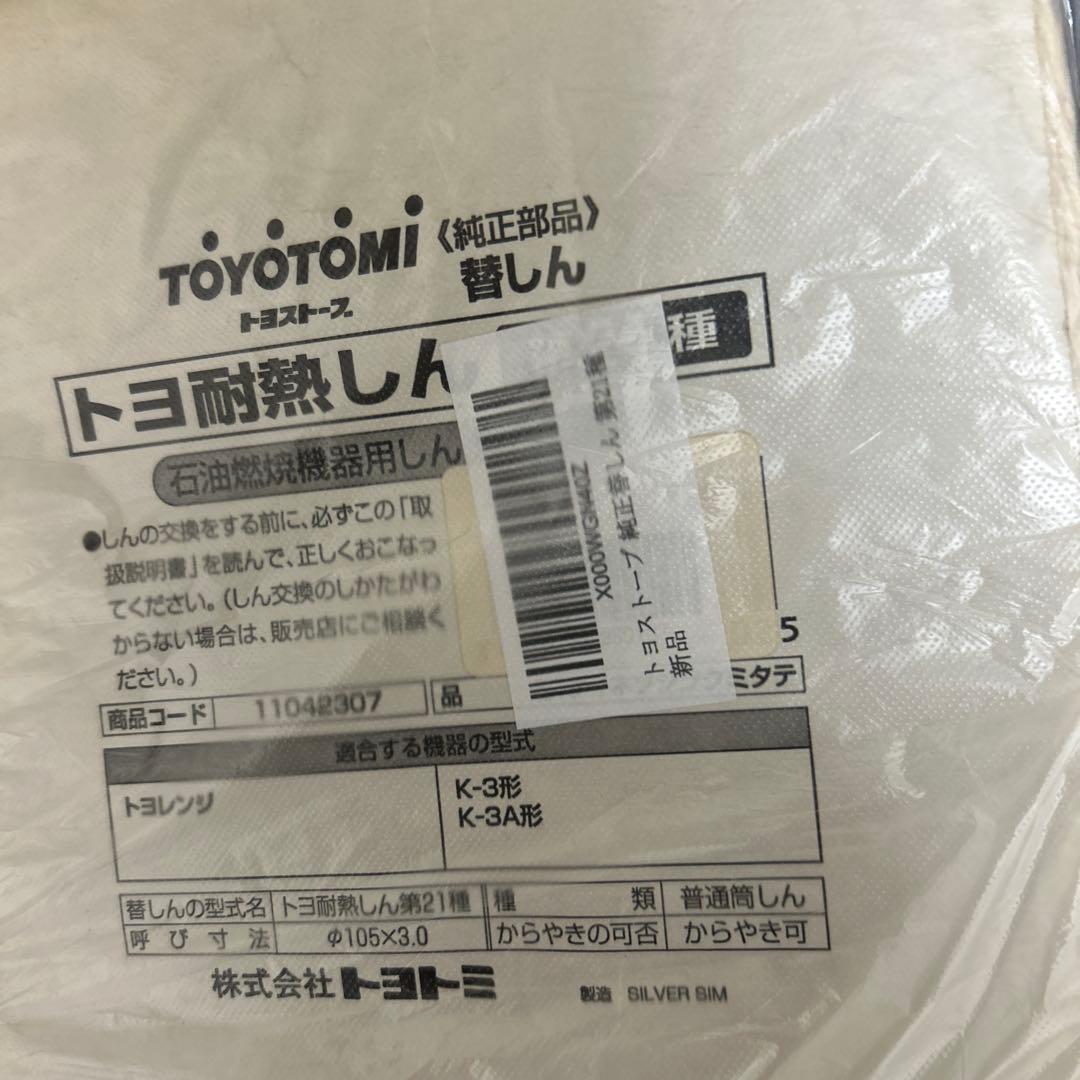 TOYOTOMI
《純正部品》
替しん
トヨストーブ
トヨ耐熱しん 種
石油燃焼機器用しん
●しんの交換をする前に、必ずこの「取
扱説明書」を読んで、正しくおこなっ
てください。(しん交換のしかたがわ
からない場合は、販売店にご相談く
ださい。)
5
商品コード 11042307 品 ミタテ
適合する機器の型式
トヨレンジ
K-3形
K-3A形
替しんの型式名 トヨ耐熱しん第21種 種類 普通筒しん
呼び寸法 φ105×3.0 からやきの可否 からやき可
株式会社トヨトミ
製造 SILVER SIM
トヨストーブ 純正替しん 第21種
新品